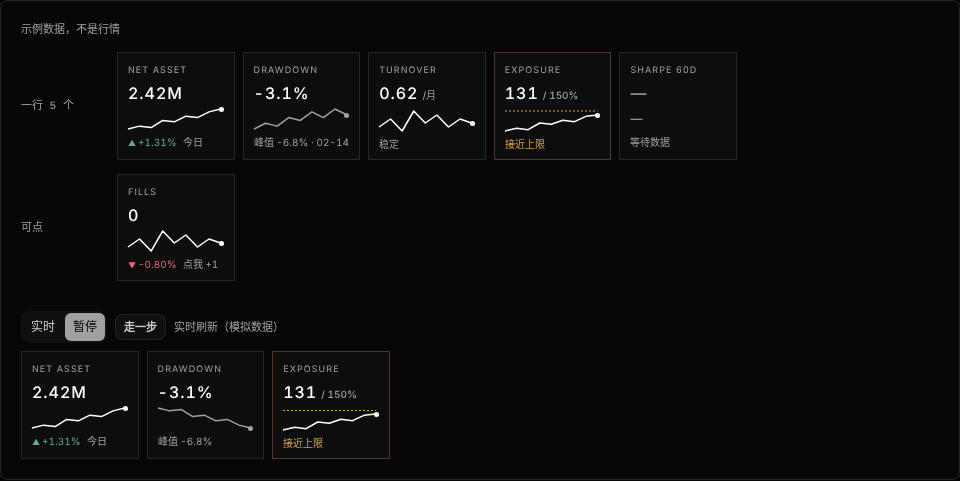 示例数据，不是行情
一行 5 个
NET ASSET
2.42M
▲+1.31% 今日
DRAWDOWN
-3.1%
峰值 -6.8% · 02-14
TURNOVER
0.62 /月
稳定
EXPOSURE
131 / 150%
接近上限
SHARPE 60D
—
—
等待数据
可点
FILLS
0
▼-0.80% 点我 +1
实时 暂停 走一步 实时刷新（模拟数据）
NET ASSET
2.42M
▲+1.31% 今日
DRAWDOWN
-3.1%
峰值 -6.8%
EXPOSURE
131 / 150%
接近上限